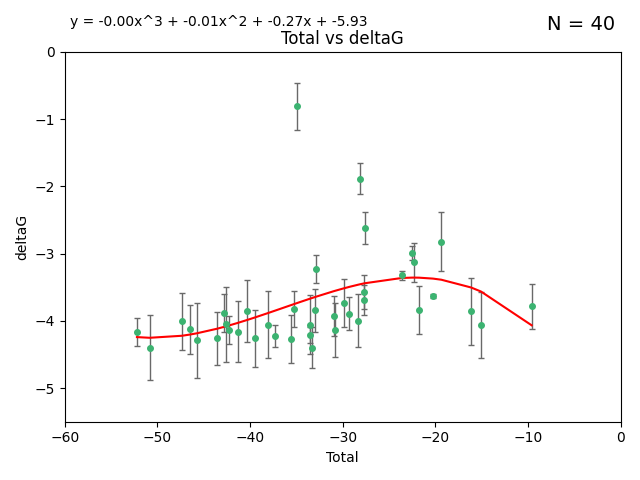 y = -0.00x^3 + -0.01x^2 + -0.27x + -5.93
N = 40
Total vs deltaG
0
−1
−2
−3
−4
−5
deltaG
−60 −50 −40 −30 −20 −10 0
Total